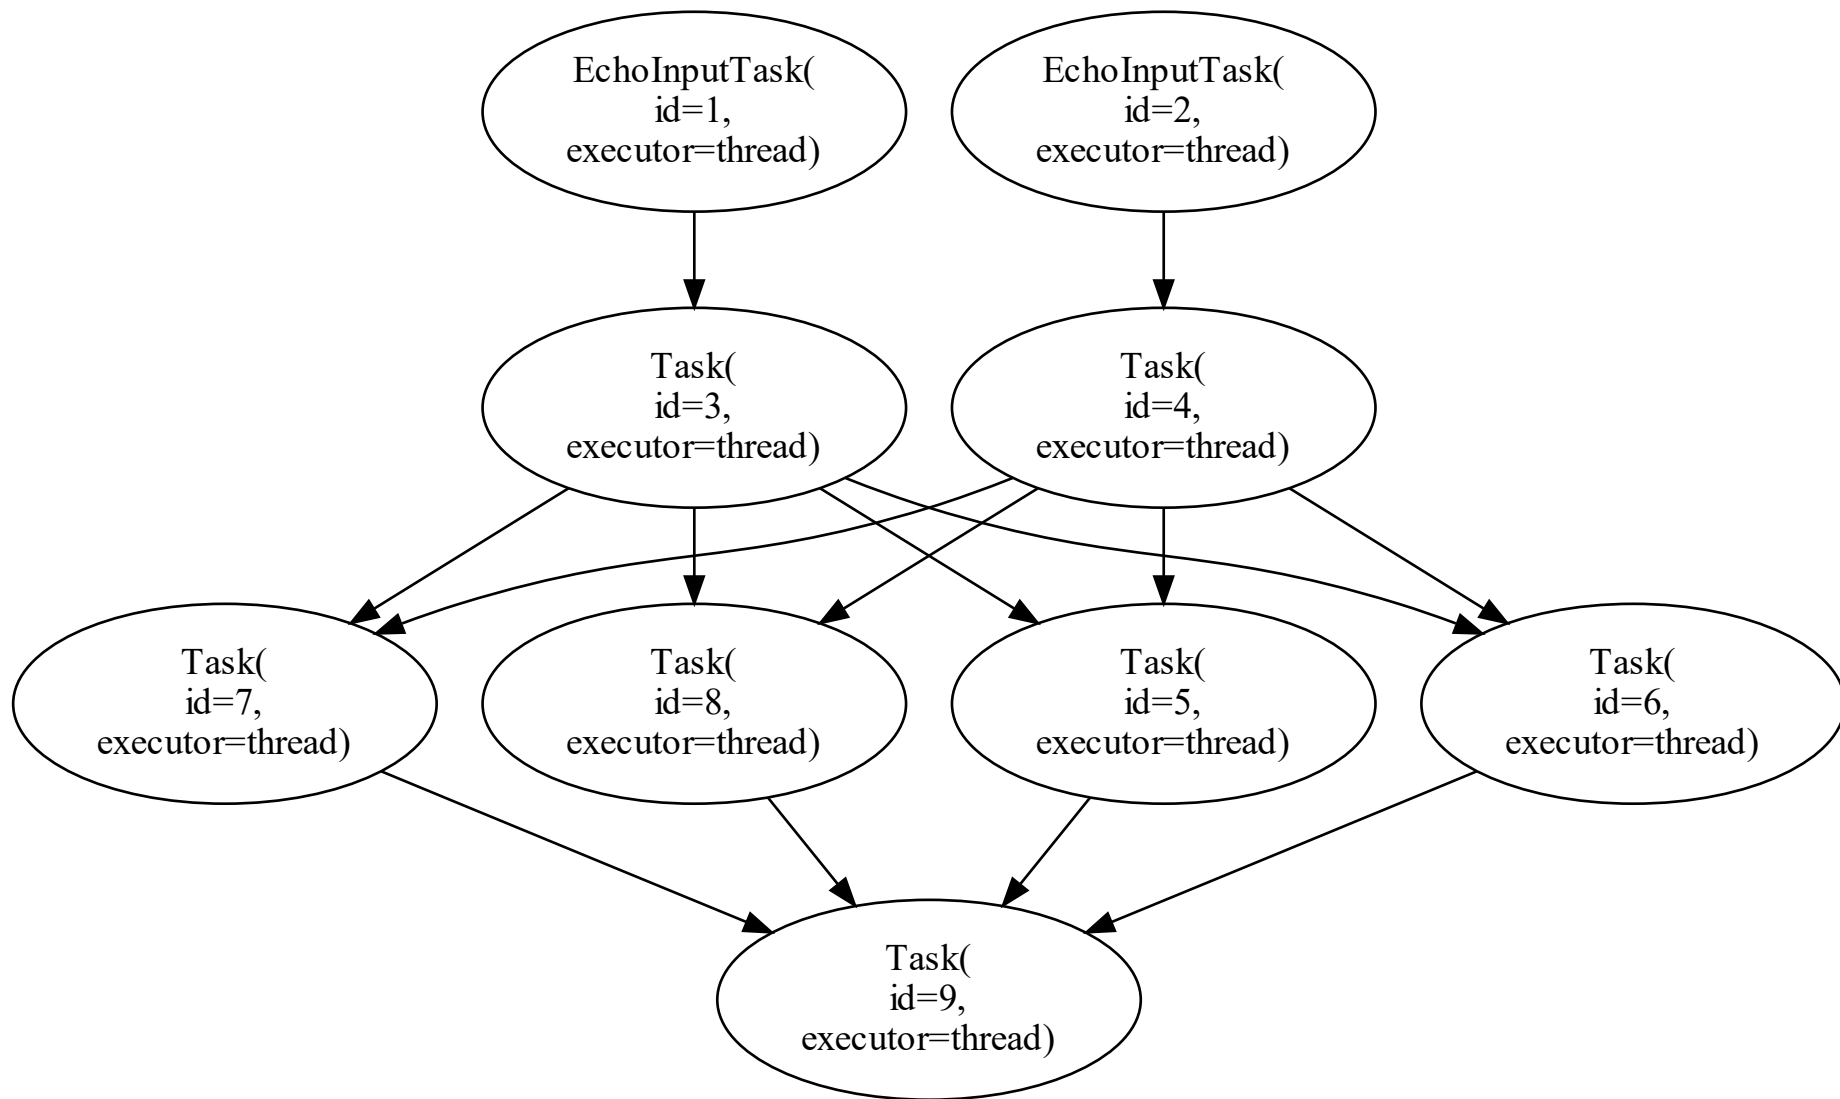 EchoInputTask(
id=1,
executor=thread)
EchoInputTask(
id=2,
executor=thread)
Task(
id=3,
executor=thread)
Task(
id=4,
executor=thread)
Task(
id=7,
executor=thread)
Task(
id=8,
executor=thread)
Task(
id=5,
executor=thread)
Task(
id=6,
executor=thread)
Task(
id=9,
executor=thread)